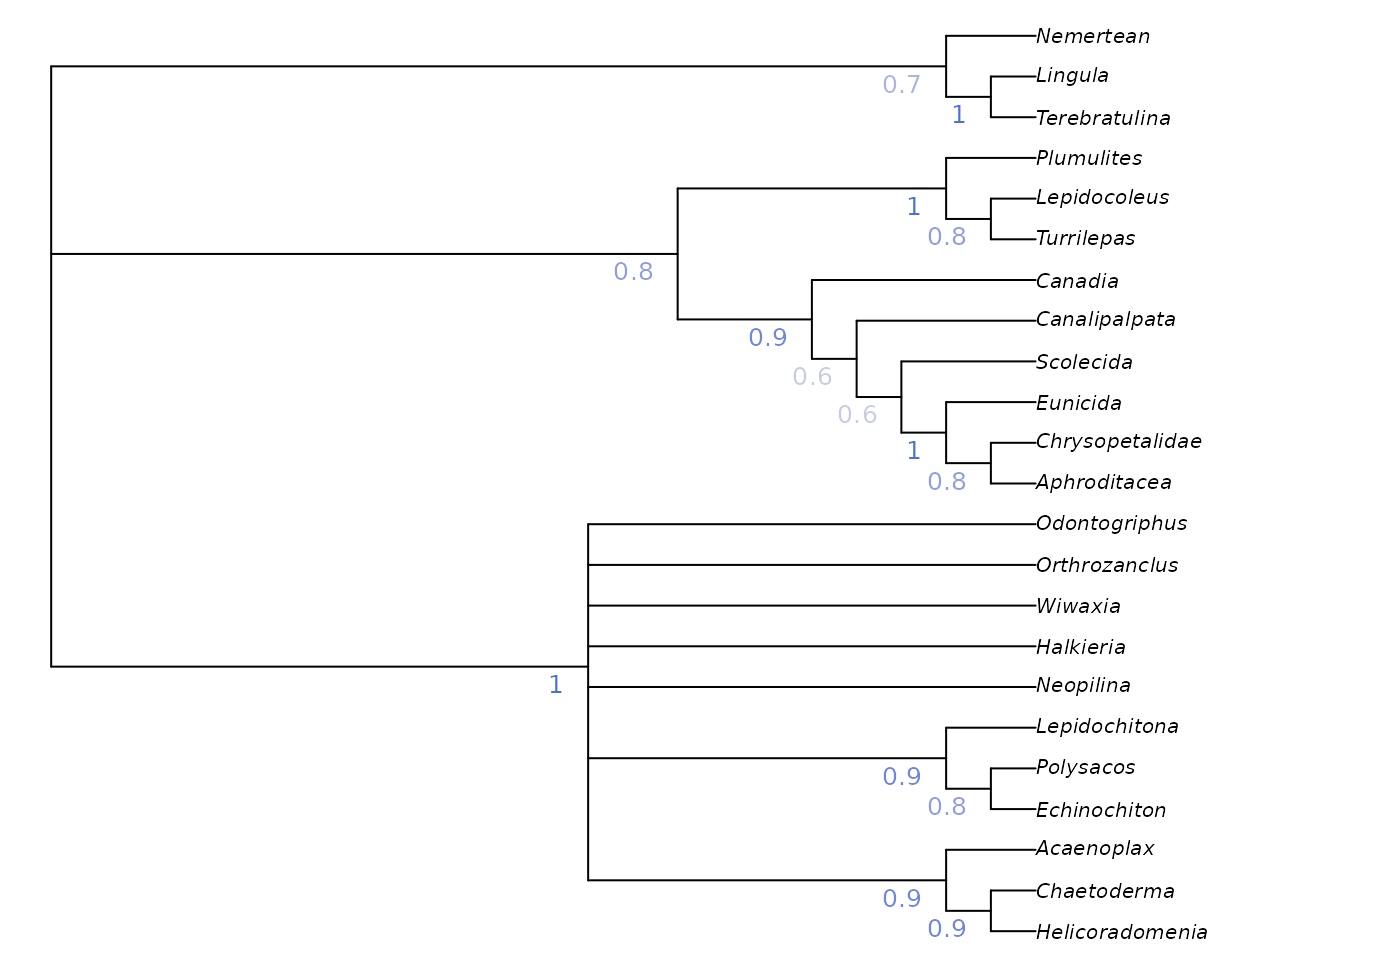 Nemertean
0.7
Lingula
1
Terebratulina
Plumulites
1
Lepidocoleus
0.8
Turrilepas
0.8
Canadia
0.9
Canalipalpata
0.6
Scolecida
0.6
Eunicida
1
Chrysopetalidae
0.8
Aphroditacea
Odontogriphus
Orthrozanclus
Wiwaxia
Halkieria
1
Neopilina
Lepidochitona
0.9
Polysacos
0.8
Echinochiton
Acaenoplax
0.9
Chaetoderma
0.9
Helicoradomenia